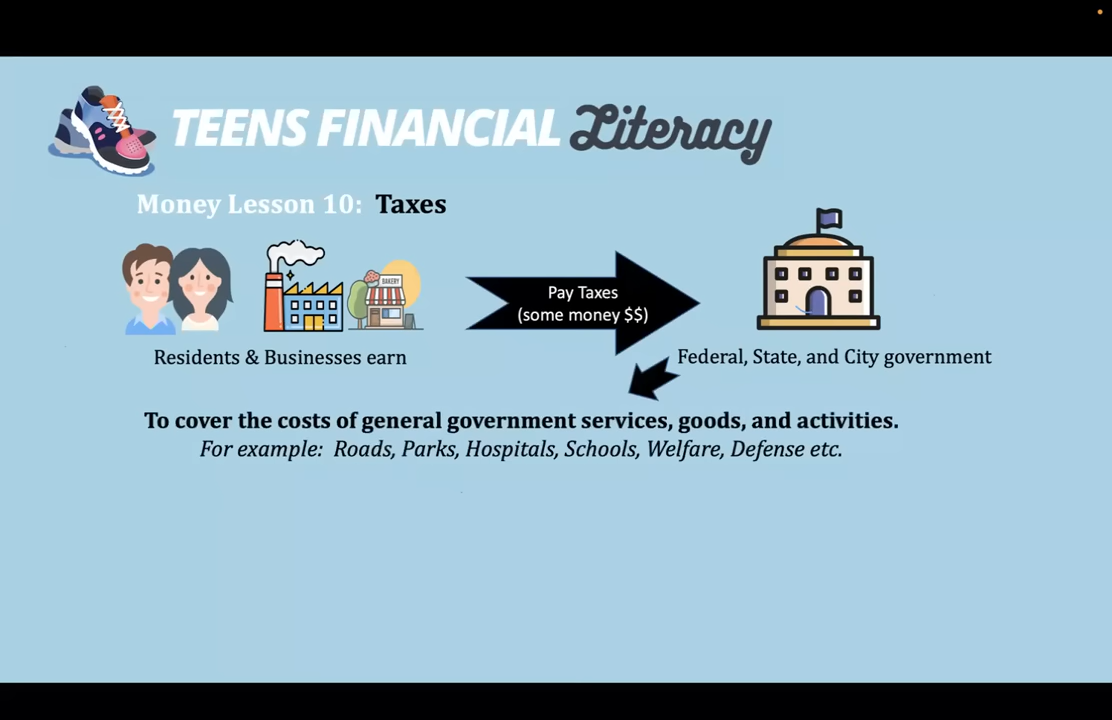 TEENS FINANCIAL Literacy
Money Lesson 10: Taxes
BAKERY
Pay Taxes
(some money $$)
Residents & Businesses earn
Federal, State, and City government
To cover the costs of general government services, goods, and activities.
For example: Roads, Parks, Hospitals, Schools, Welfare, Defense etc.